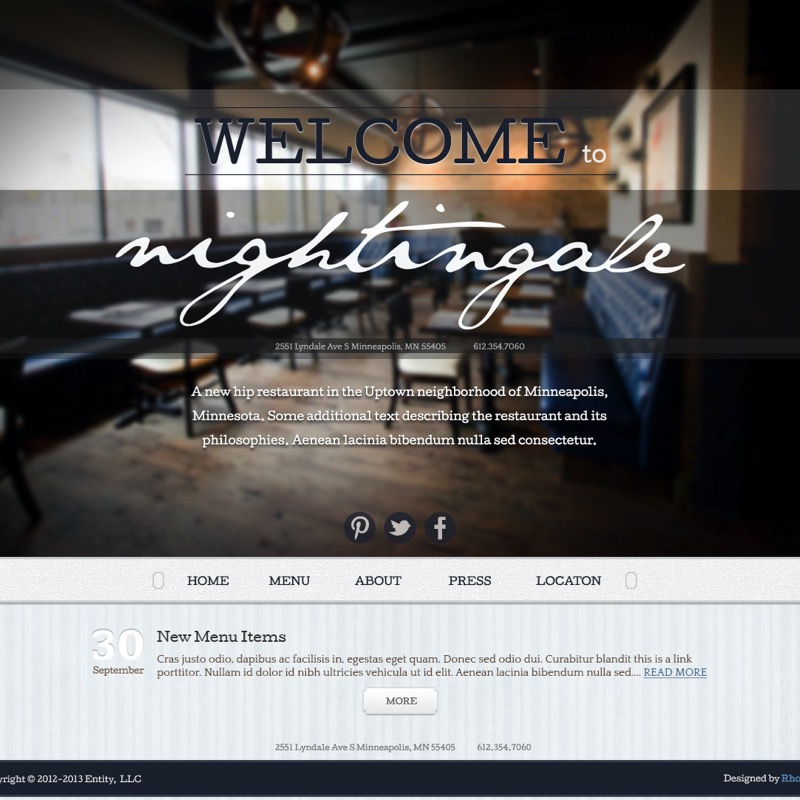 WELCOME to
nightingale
2551 Lyndale Ave S Minneapolis, MN 55405 612.354.7060
A new hip restaurant in the Uptown neighborhood of Minneapolis,
Minnesota. Some additional text describing the restaurant and its
philosophies. Aenean lacinia bibendum nulla sed consectetur.
HOME MENU ABOUT PRESS LOCATON
30
September
New Menu Items
Cras justo odio, dapibus ac facilisis in, egestas eget quam. Donec sed odio dui. Curabitur blandit this is a link
porttitor. Nullam id dolor id nibh ultricies vehicula ut id elit. Aenean lacinia bibendum nulla sed.... READ MORE
MORE
2551 Lyndale Ave S Minneapolis, MN 55405 612.354.7060
yright © 2012-2013 Entity, LLC
Designed by Rho